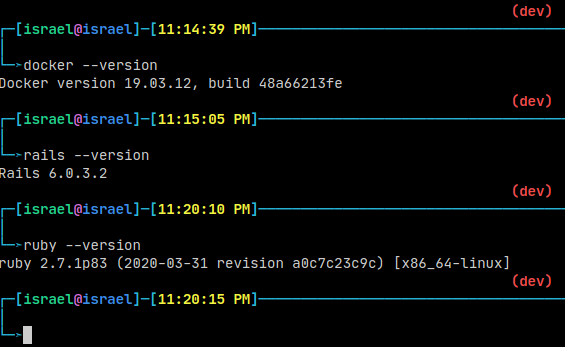 (dev)
[israel@israel]-[11:14:39 PM]
docker --version
Docker version 19.03.12, build 48a66213fe
(dev)
[israel@israel]-[11:15:05 PM]
rails --version
Rails 6.0.3.2
(dev)
[israel@israel]-[11:20:10 PM]
ruby --version
ruby 2.7.1p83 (2020-03-31 revision a0c7c23c9c) [x86_64-linux]
(dev)
[israel@israel]-[11:20:15 PM]